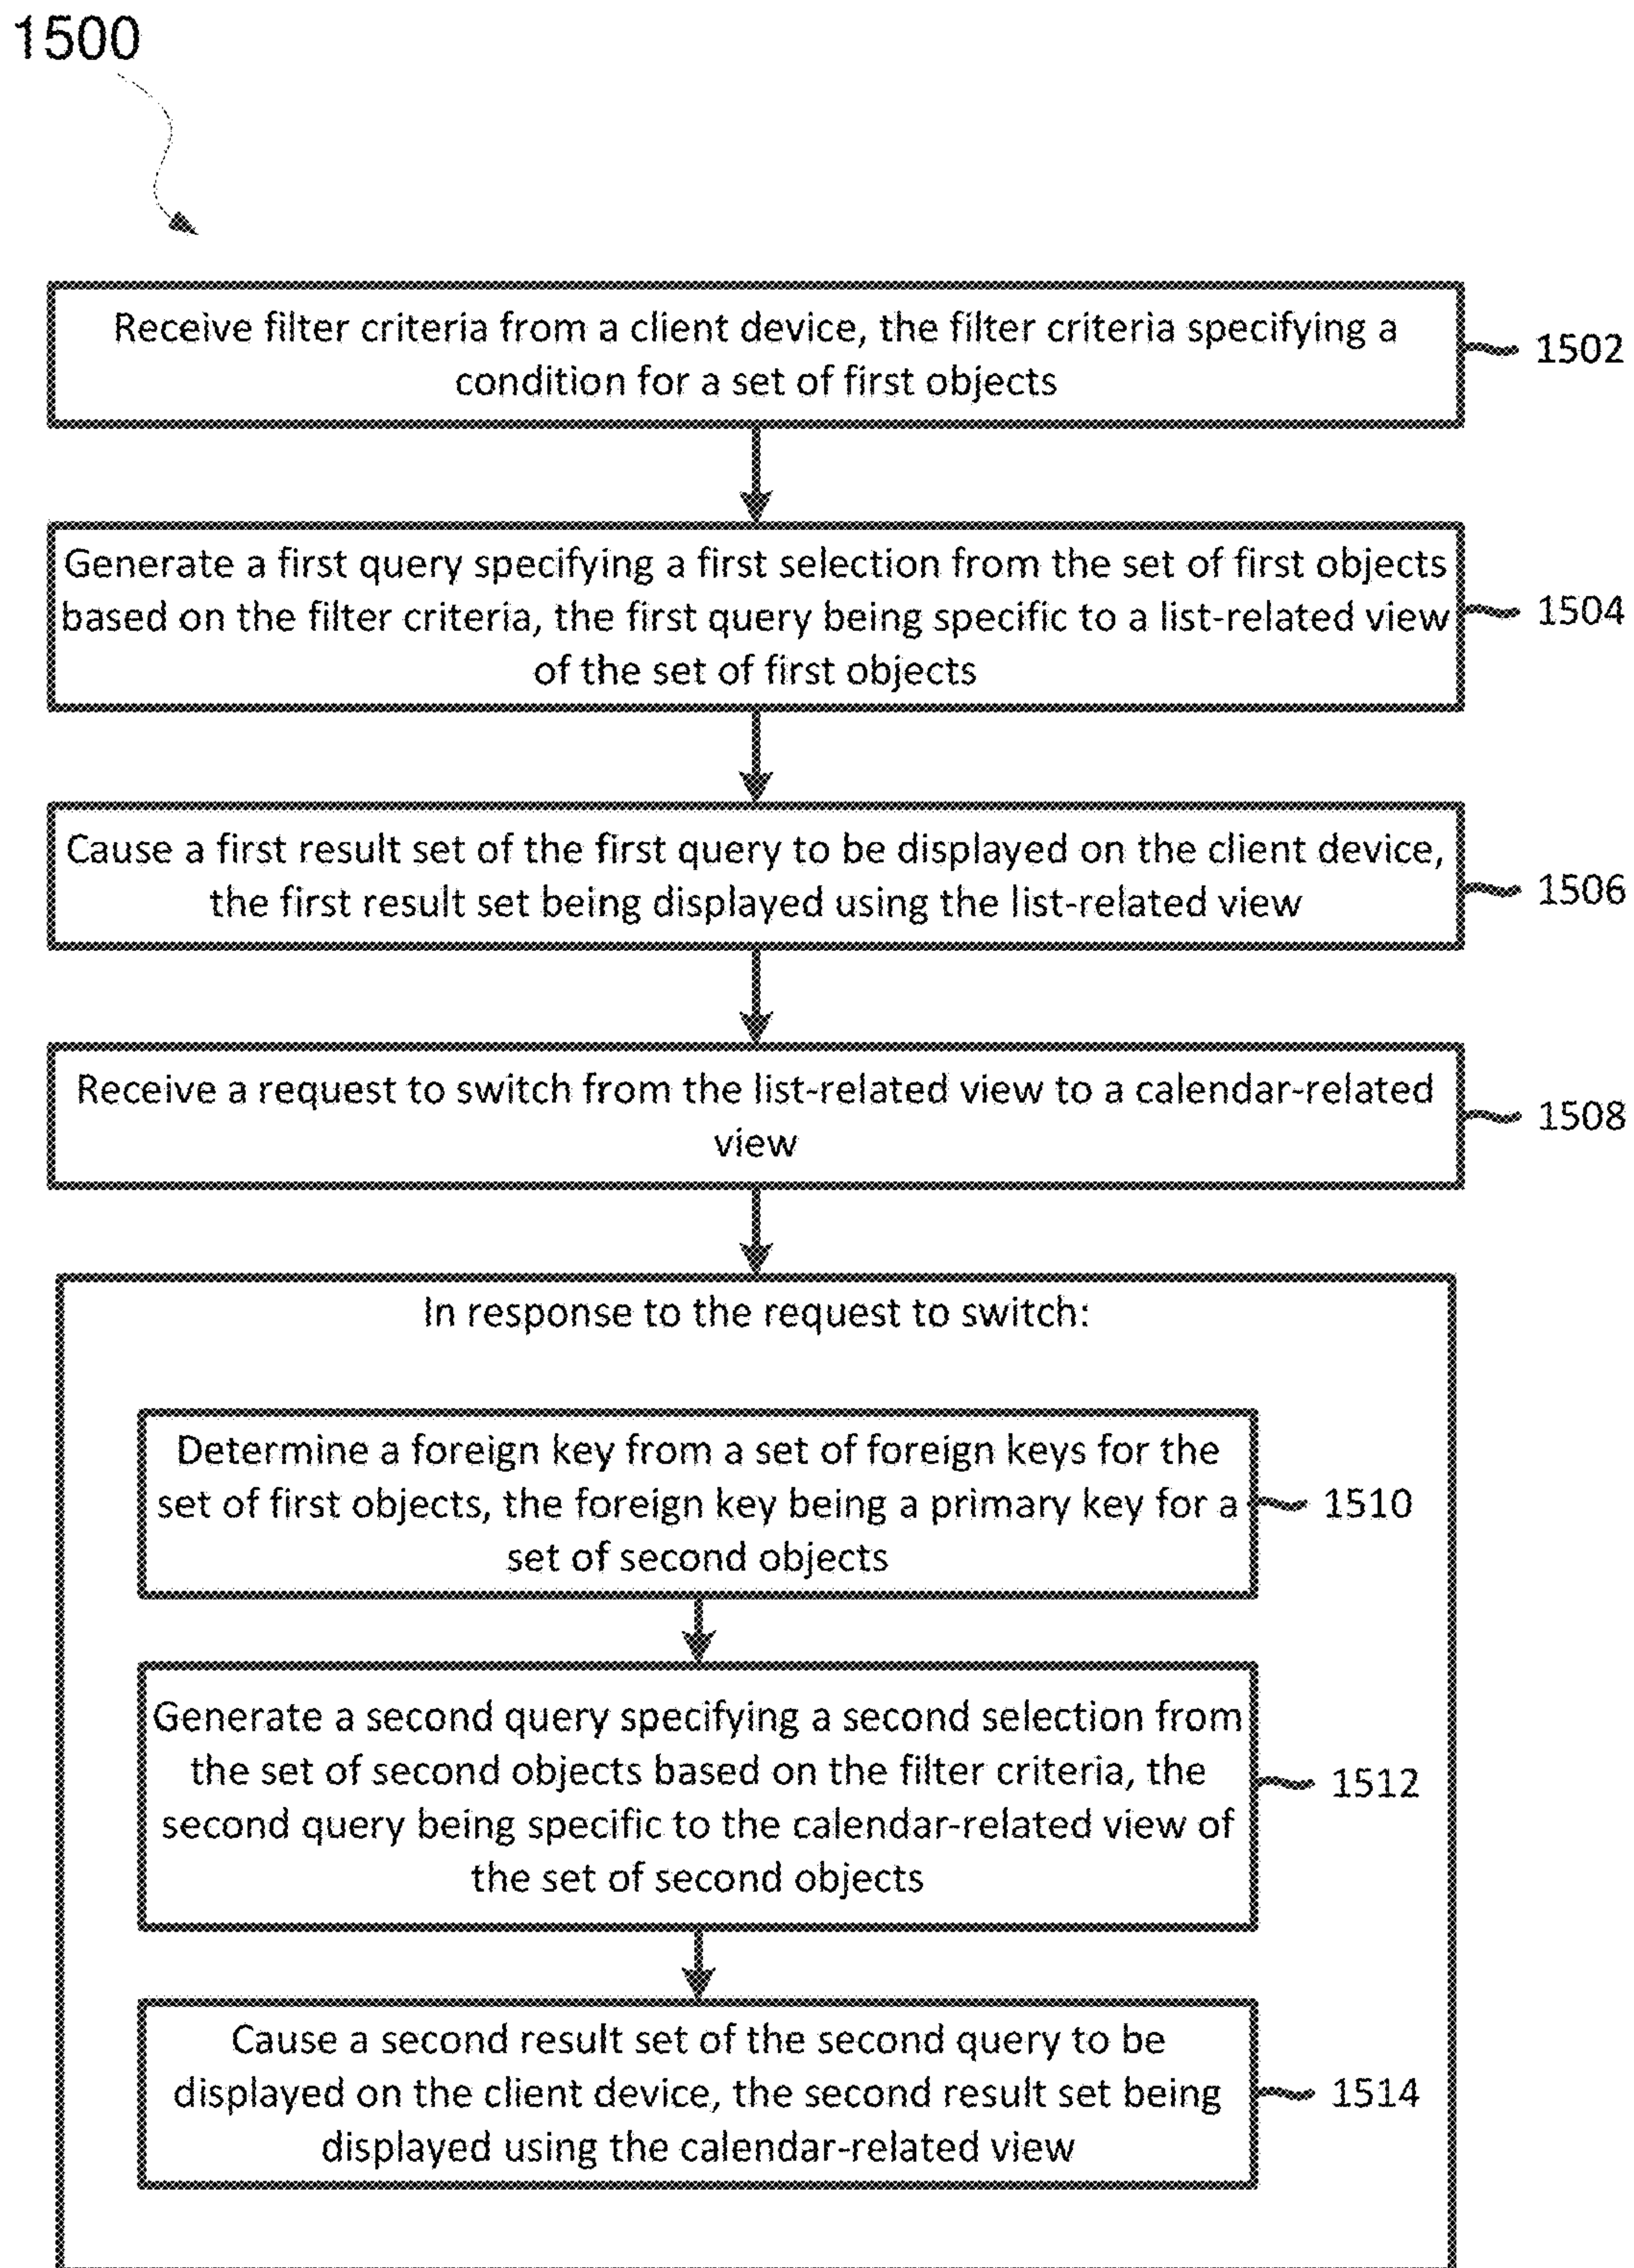 1500
Receive filter criteria from a client device, the filter criteria specifying a
condition for a set of first objects
1502
Generate a first query specifying a first selection from the set of first objects
based on the filter criteria, the first query being specific to a list-related view
of the set of first objects
1504
Cause a first result set of the first query to be displayed on the client device,
the first result set being displayed using the list-related view
1506
Receive a request to switch from the list-related view to a calendar-related
view
1508
In response to the request to switch:
Determine a foreign key from a set of foreign keys for the
set of first objects, the foreign key being a primary key for a
set of second objects
1510
Generate a second query specifying a second selection from
the set of second objects based on the filter criteria, the
second query being specific to the calendar-related view of
the set of second objects
1512
Cause a second result set of the second query to be
displayed on the client device, the second result set being
displayed using the calendar-related view
1514